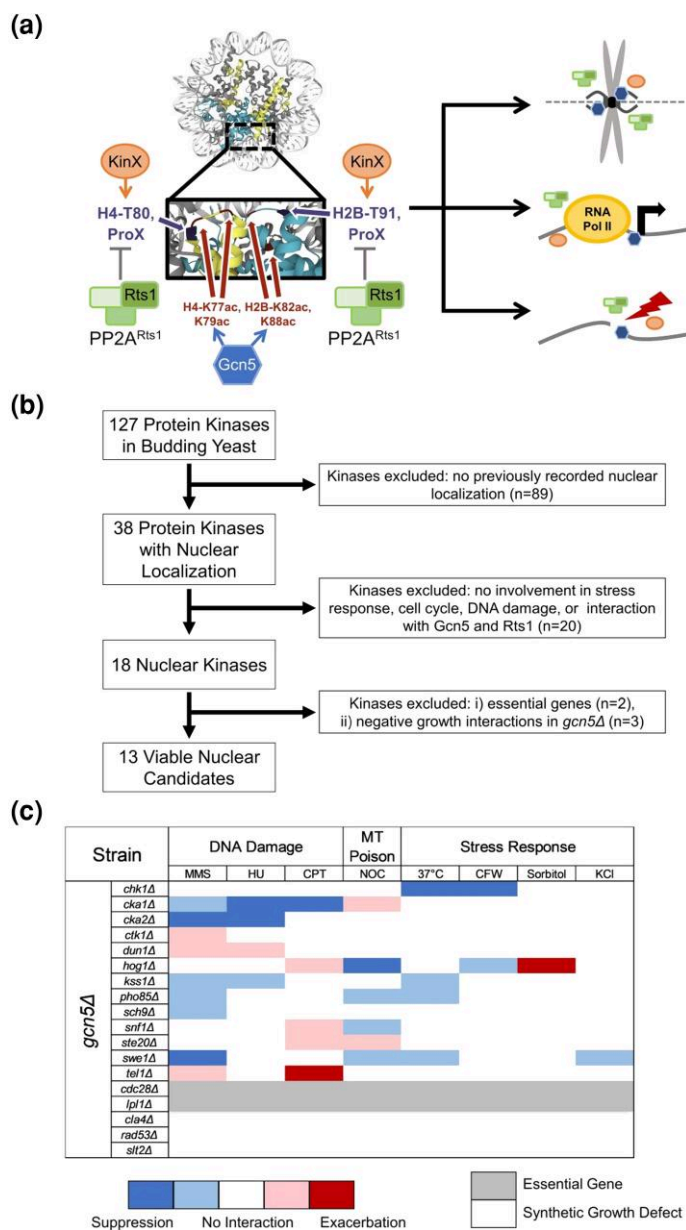 (a)
KinX
KinX
H4-T80,
ProX
H2B-T91,
ProX
Rts1
PP2A^Rts1
H4-K77ac,
K79ac
H2B-K82ac,
K88ac
Gcn5
Rts1
PP2A^Rts1
RNA
Pol II
(b)
127 Protein Kinases
in Budding Yeast
Kinases excluded: no previously recorded nuclear
localization (n=89)
38 Protein Kinases
with Nuclear
Localization
Kinases excluded: no involvement in stress
response, cell cycle, DNA damage, or interaction
with Gcn5 and Rts1 (n=20)
18 Nuclear Kinases
Kinases excluded: i) essential genes (n=2),
ii) negative growth interactions in gcn5Δ (n=3)
13 Viable Nuclear
Candidates
(c)
Strain
DNA Damage
MT
Poison
Stress Response
MMS HU CPT NOC 37°C CFW Sorbitol KCl
gcn5Δ
chk1Δ
cka1Δ
cka2Δ
ctk1Δ
dun1Δ
hog1Δ
kss1Δ
pho85Δ
sch9Δ
snf1Δ
ste20Δ
swe1Δ
tel1Δ
cdc28Δ
lpl1Δ
cla4Δ
rad53Δ
slt2Δ
Suppression No Interaction Exacerbation
Essential Gene
Synthetic Growth Defect